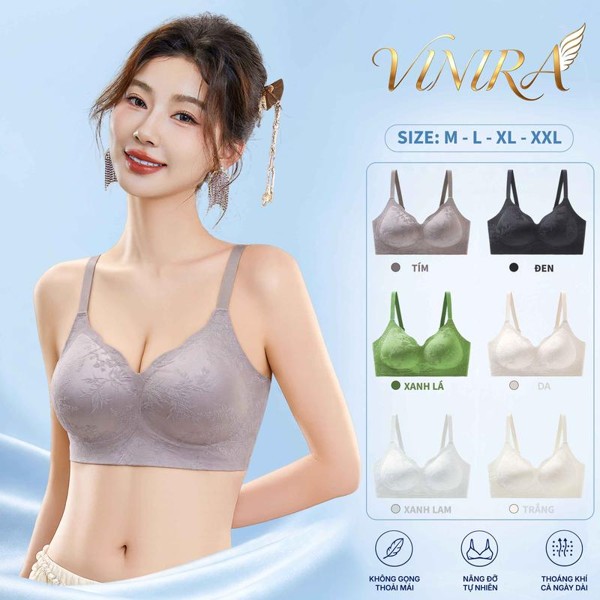 VINIRA
SIZE: M - L - XL - XXL
TÍM
ĐEN
XANH LÁ
DA
XANH LAM
TRẮNG
KHÔNG GỌNG
THOẢI MÁI
NÂNG ĐỠ
TỰ NHIÊN
THOÁNG KHÍ
CẢ NGÀY DÀI